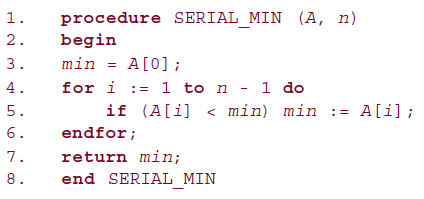 1. procedure SERIAL_MIN (A, n)
2. begin
3. min = A[0];
4. for i := 1 to n - 1 do
5. if (A[i] < min) min := A[i];
6. endfor;
7. return min;
8. end SERIAL_MIN